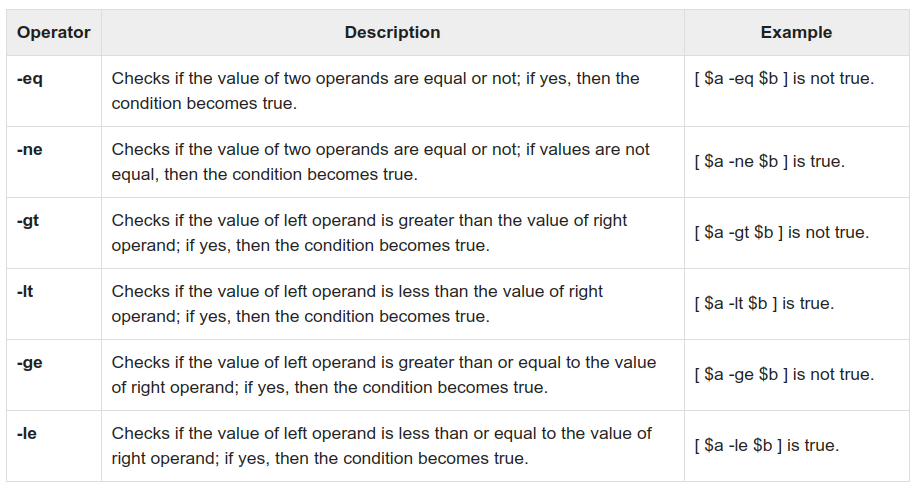 Operator Description Example
-eq Checks if the value of two operands are equal or not; if yes, then the [ $a -eq $b ] is not true.
condition becomes true.
-ne Checks if the value of two operands are equal or not; if values are not
equal, then the condition becomes true. [ $a -ne $b ] is true.
-gt Checks if the value of left operand is greater than the value of right
operand; if yes, then the condition becomes true. [ $a -gt $b ] is not true.
-lt Checks if the value of left operand is less than the value of right
operand; if yes, then the condition becomes true. [ $a -lt $b ] is true.
-ge Checks if the value of left operand is greater than or equal to the value
of right operand; if yes, then the condition becomes true. [ $a -ge $b ] is not true.
-le Checks if the value of left operand is less than or equal to the value of
right operand; if yes, then the condition becomes true. [ $a -le $b ] is true.